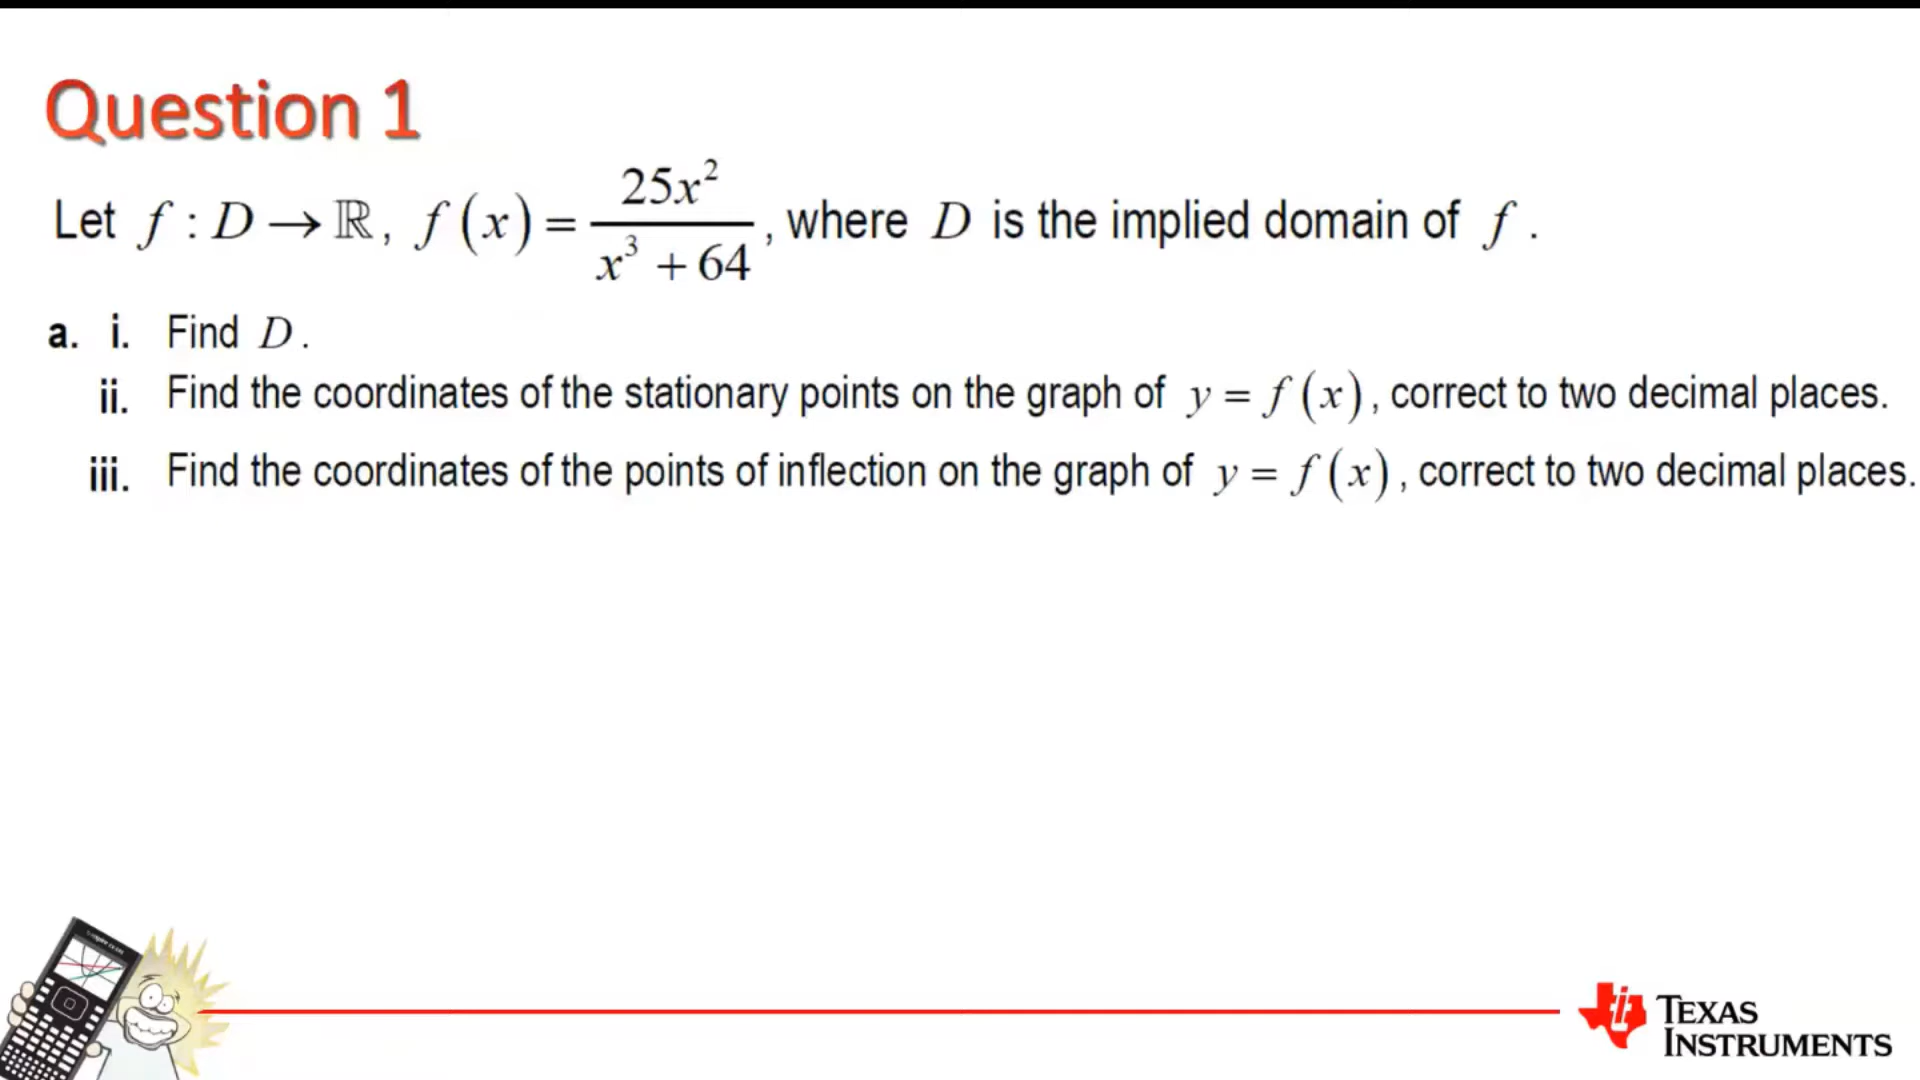 Question 1
Let f : D → ℝ, f(x) = 25x² / (x³ + 64), where D is the implied domain of f .
a. i. Find D.
ii. Find the coordinates of the stationary points on the graph of y = f(x), correct to two decimal places.
iii. Find the coordinates of the points of inflection on the graph of y = f(x), correct to two decimal places.
TEXAS
INSTRUMENTS